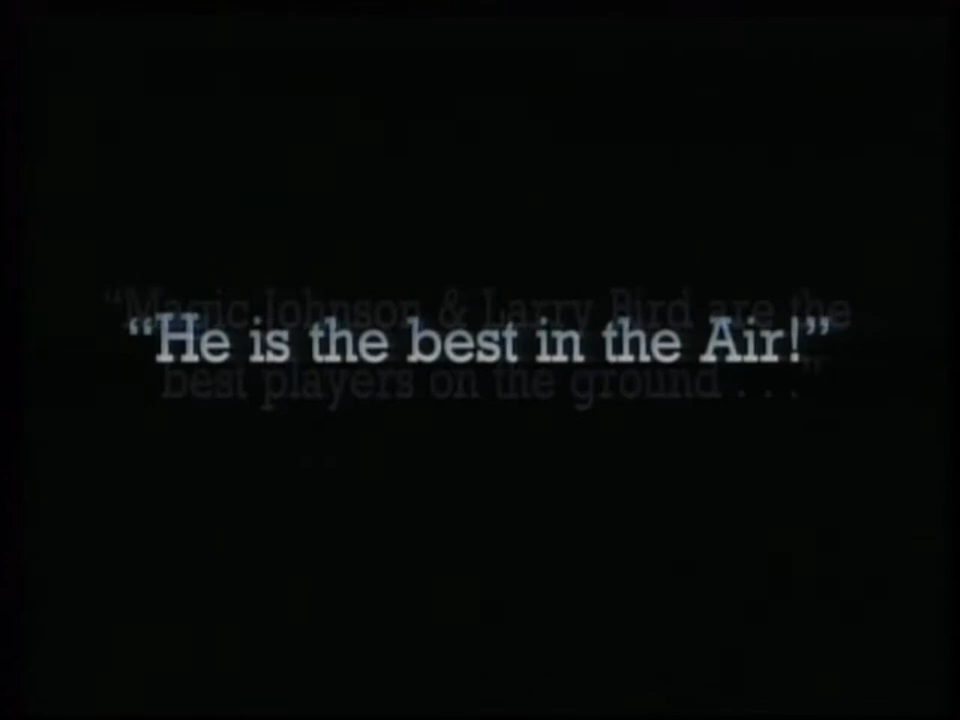 “Magic Johnson & Larry Bird are the
“He is the best in the Air!”
best players on the ground . . .”